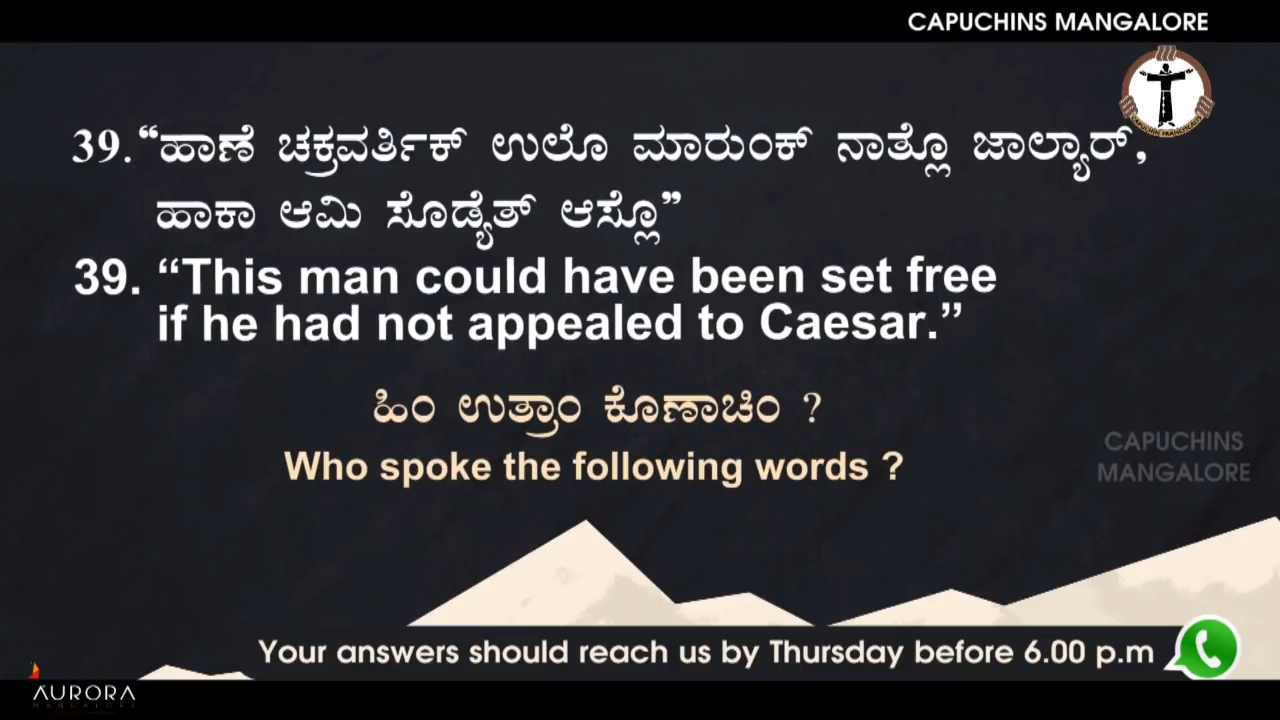 CAPUCHINS MANGALORE
39. “ಹಾಣೆ ಚಕ್ರವರ್ತಿಕ್ ಉಲೊ ಮಾರುಂಕ್ ನಾತ್ಲೊ ಜಾಲ್ಯಾರ್,
ಹಾಕಾ ಆಮಿ ಸೊಡ್ಯೆತ್ ಆಸ್ಲೊ”
39. “This man could have been set free
if he had not appealed to Caesar.”
ಹಿಂ ಉತ್ರಾಂ ಕೊಣಾಚಿಂ ?
Who spoke the following words ?
CAPUCHINS
MANGALORE
Your answers should reach us by Thursday before 6.00 p.m
AURORA
MANGALORE